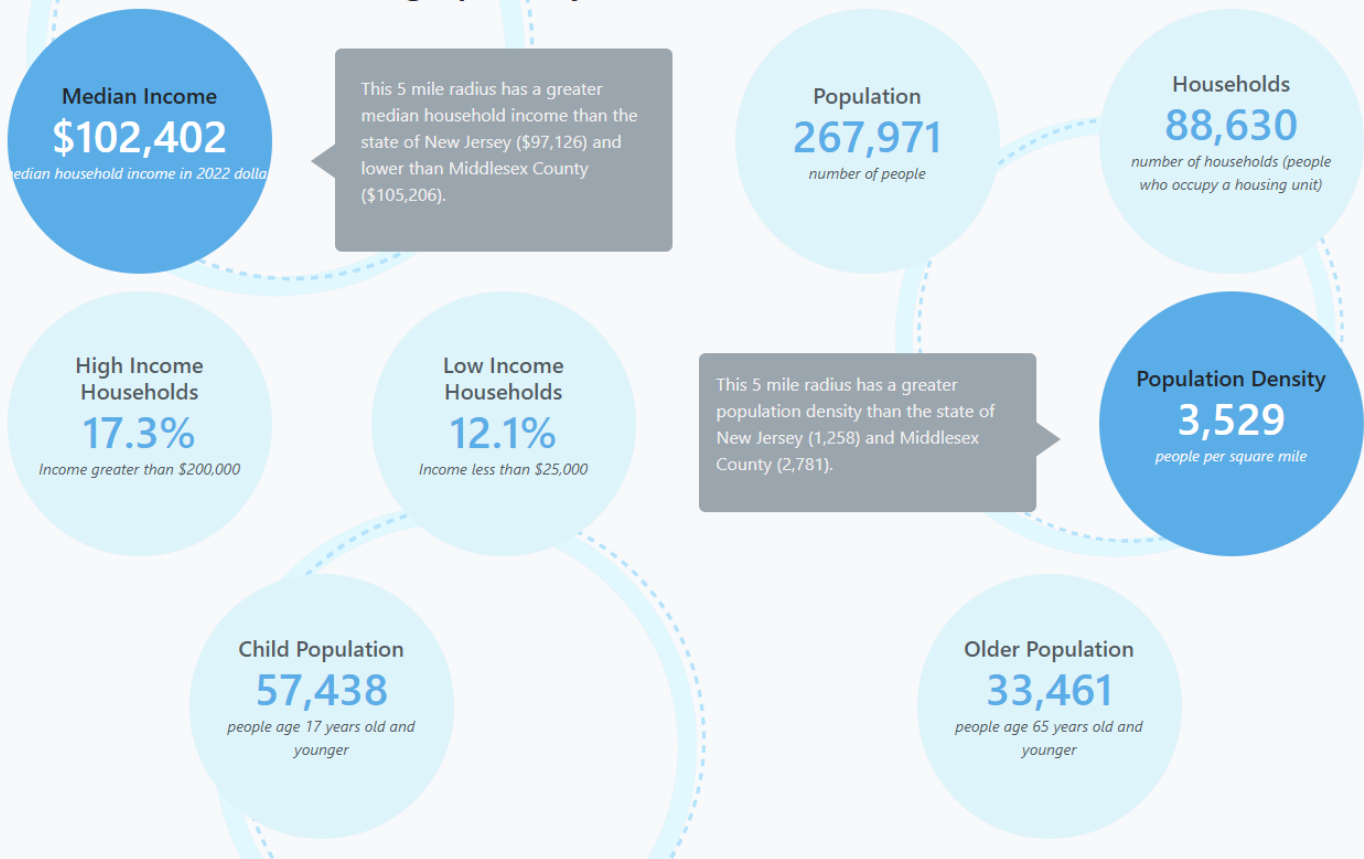 Median Income
$102,402
median household income in 2022 dolla
This 5 mile radius has a greater
median household income than the
state of New Jersey ($97,126) and
lower than Middlesex County
($105,206).
Population
267,971
number of people
Households
88,630
number of households (people
who occupy a housing unit)
High Income
Households
17.3%
Income greater than $200,000
Low Income
Households
12.1%
Income less than $25,000
This 5 mile radius has a greater
population density than the state of
New Jersey (1,258) and Middlesex
County (2,781).
Population Density
3,529
people per square mile
Child Population
57,438
people age 17 years old and
younger
Older Population
33,461
people age 65 years old and
younger